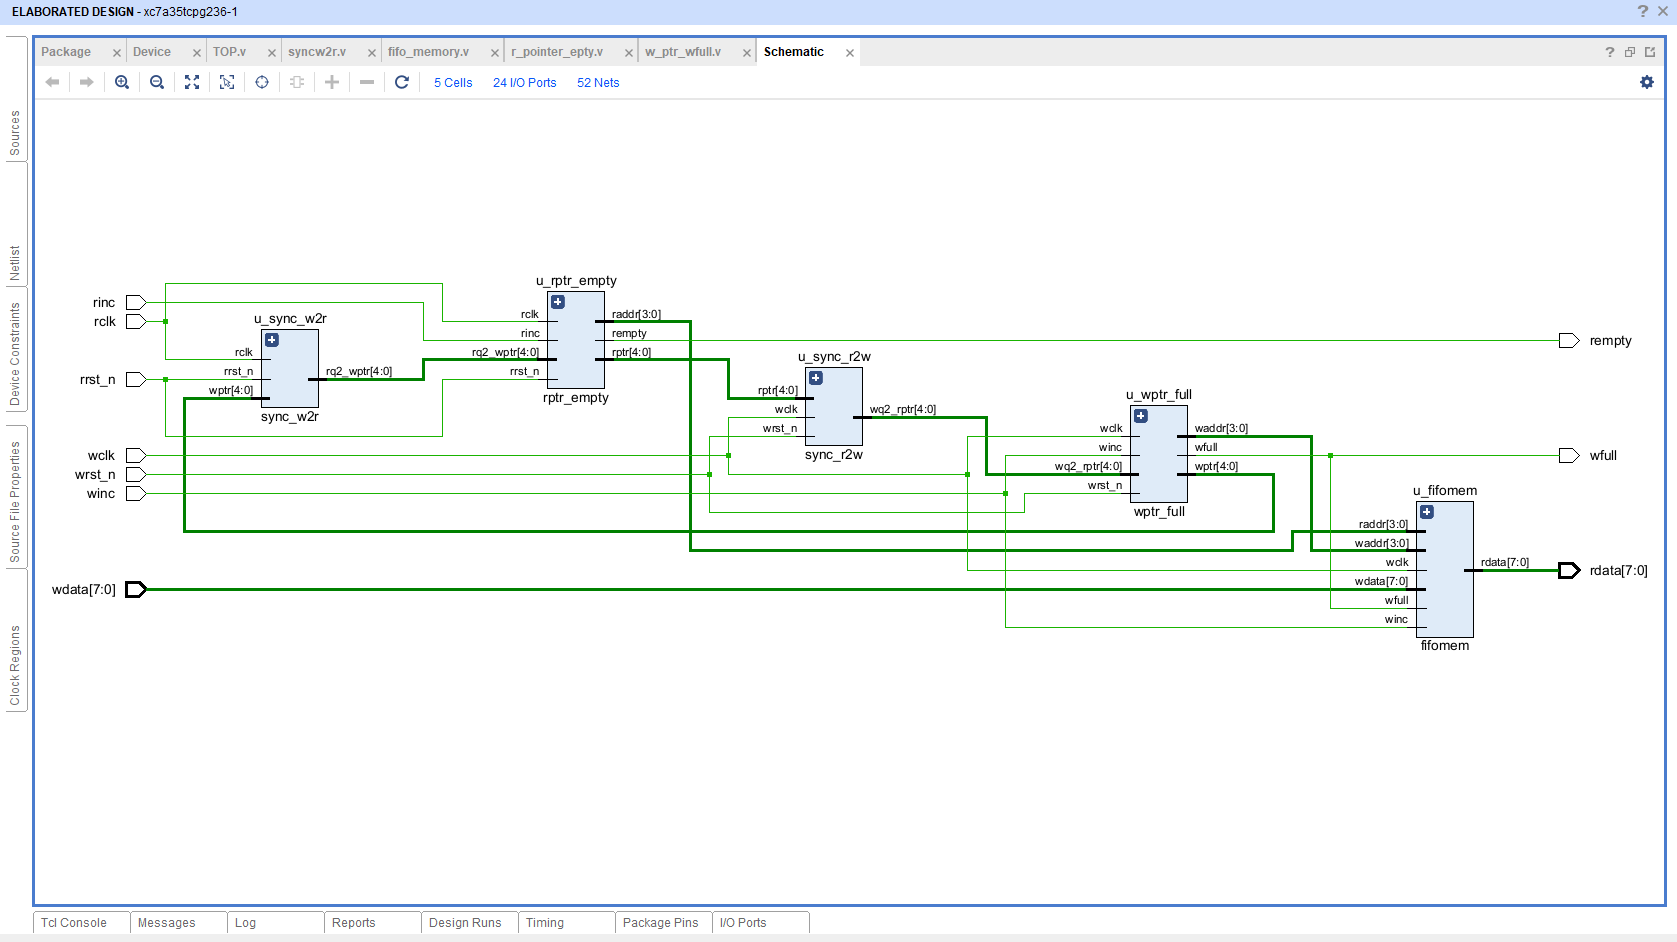 ELABORATED DESIGN - xc7a35tcpg236-1
Package
Device
TOP.v
syncw2r.v
fifo_memory.v
r_pointer_epty.v
w_ptr_wfull.v
Schematic
5 Cells
24 I/O Ports
52 Nets
Sources
Netlist
Device Constraints
Source File Properties
Clock Regions
rinc
rclk
rrst_n
wclk
wrst_n
winc
wdata[7:0]
u_sync_w2r
rclk
rrst_n
wptr[4:0]
rq2_wptr[4:0]
sync_w2r
u_rptr_empty
rclk
rinc
rq2_wptr[4:0]
rrst_n
raddr[3:0]
rempty
rptr[4:0]
rptr_empty
u_sync_r2w
rptr[4:0]
wclk
wrst_n
wq2_rptr[4:0]
sync_r2w
u_wptr_full
wclk
winc
wq2_rptr[4:0]
wrst_n
waddr[3:0]
wfull
wptr[4:0]
wptr_full
u_fifomem
raddr[3:0]
waddr[3:0]
wclk
wdata[7:0]
wfull
winc
rdata[7:0]
fifomem
rempty
wfull
rdata[7:0]
Tcl Console
Messages
Log
Reports
Design Runs
Timing
Package Pins
I/O Ports